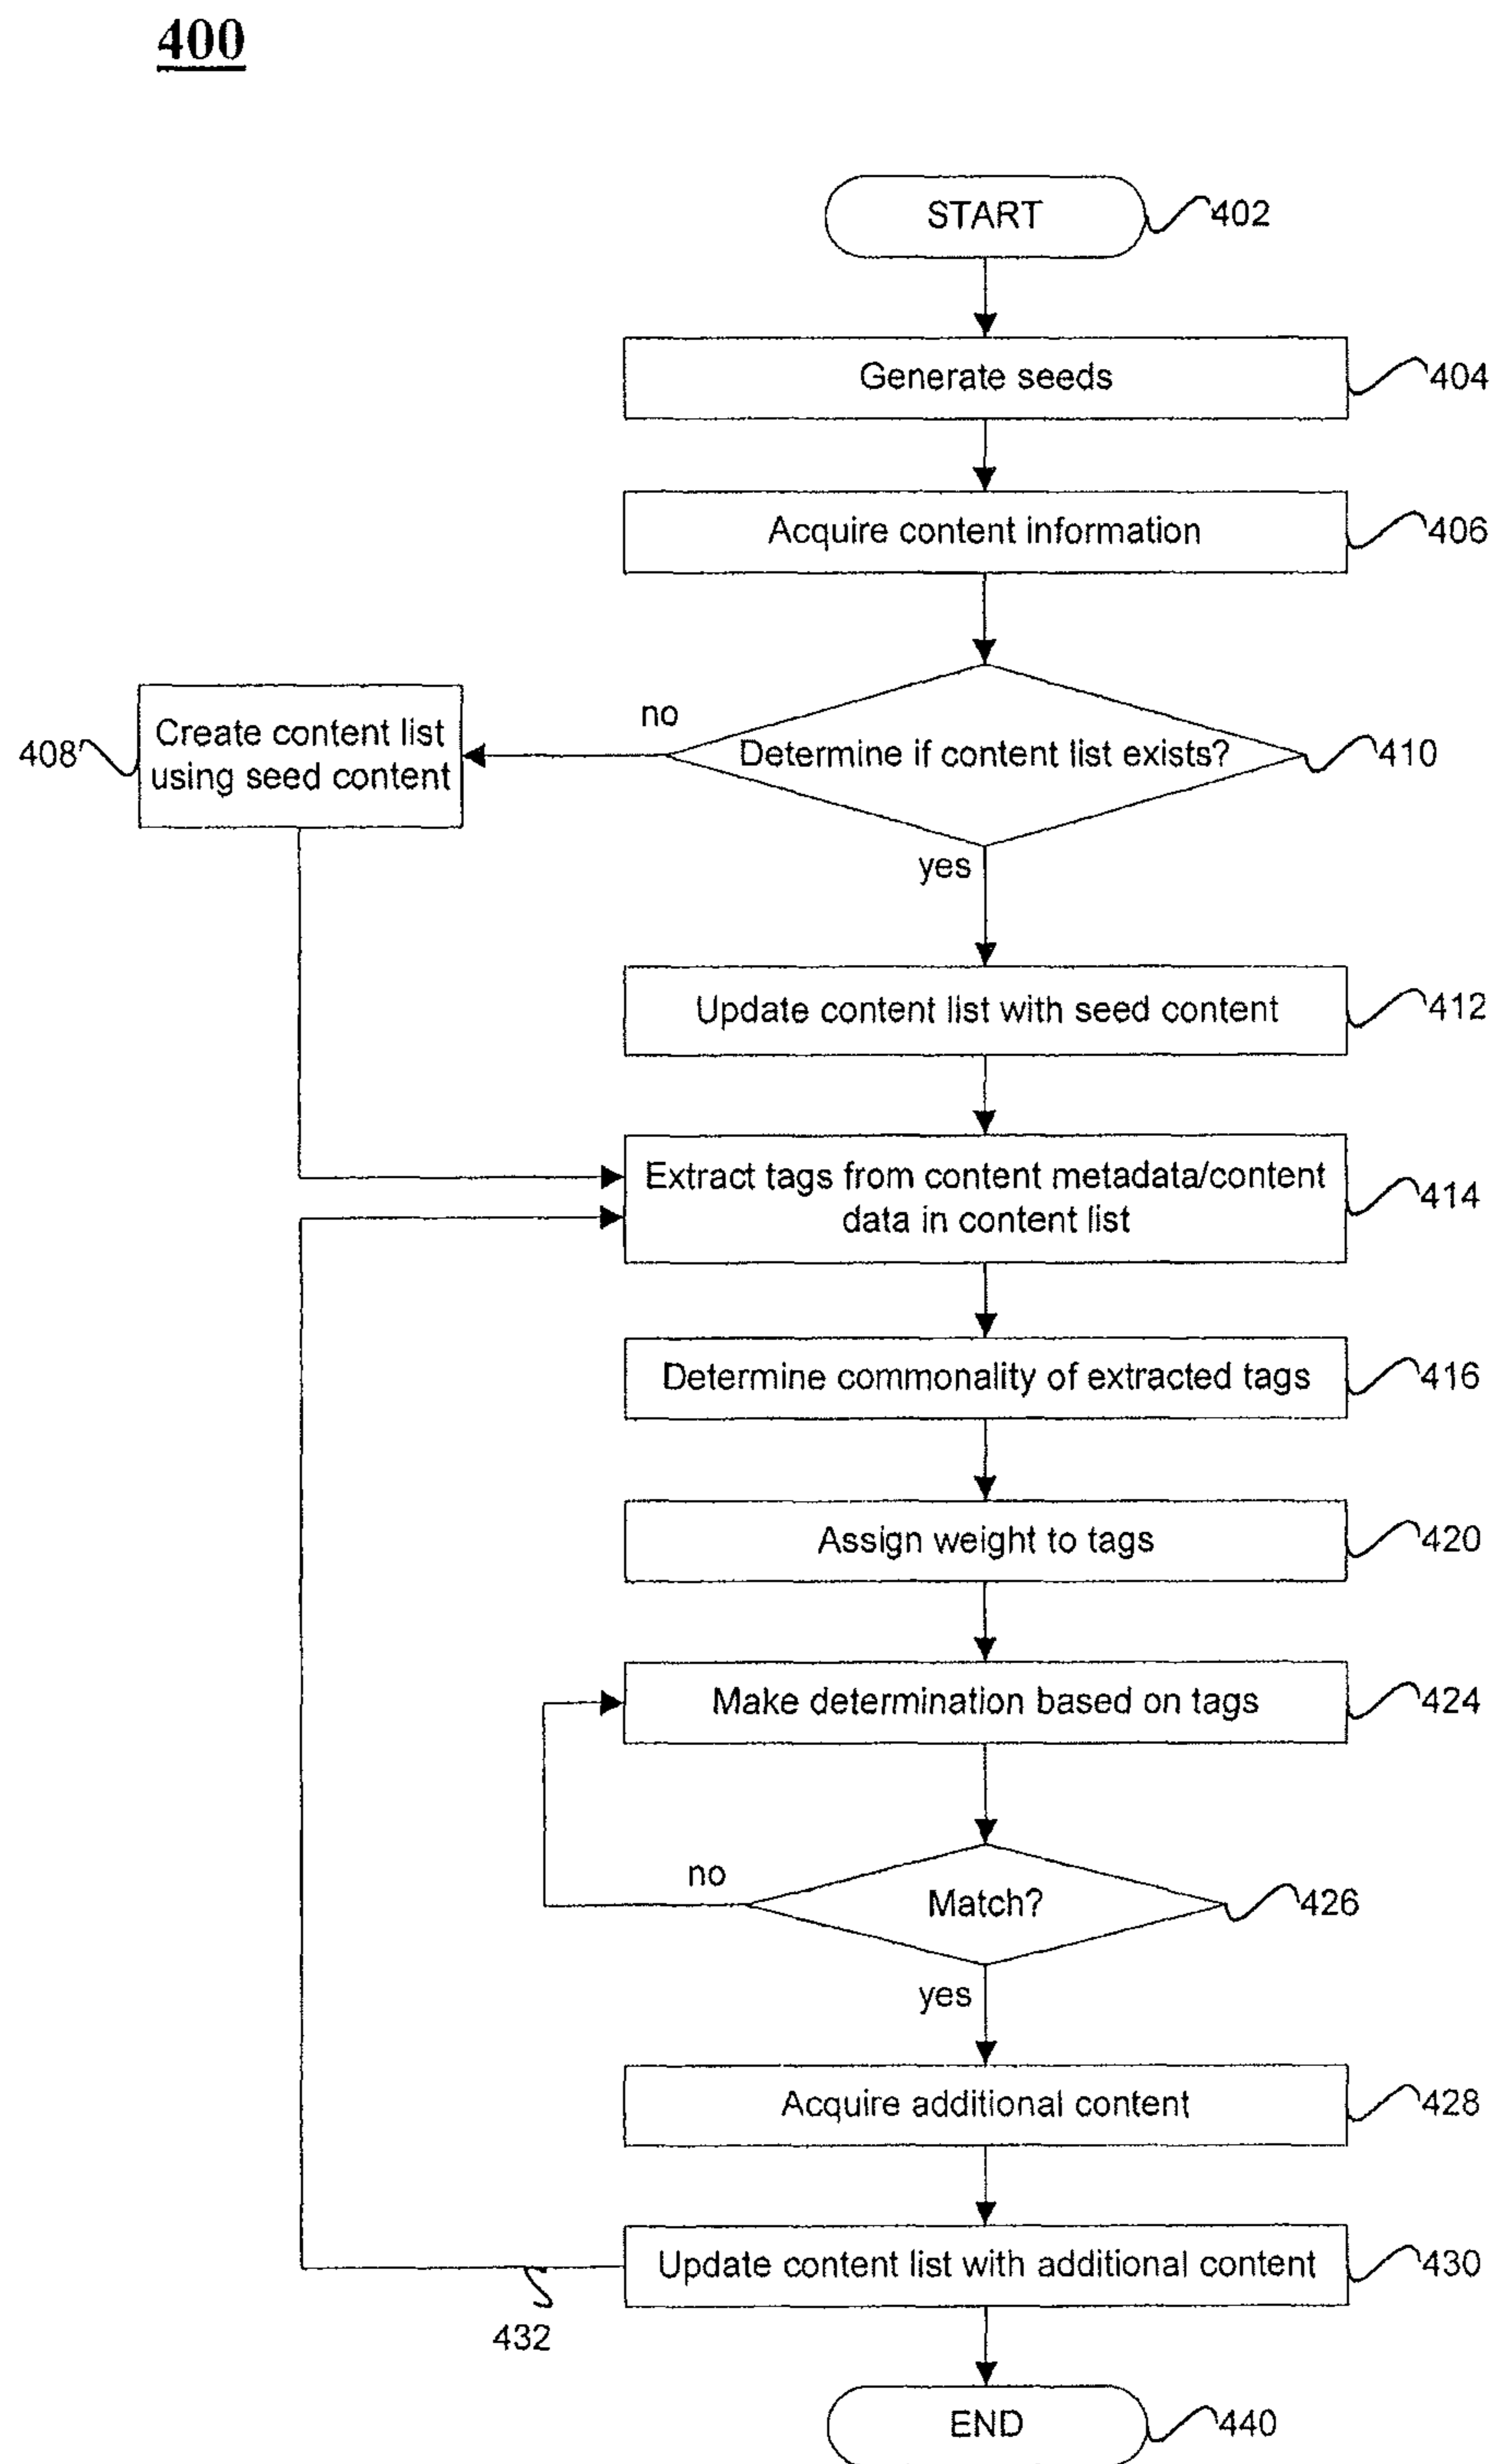 400
START
402
Generate seeds
404
Acquire content information
406
no
Determine if content list exists?
410
Create content list
using seed content
408
yes
Update content list with seed content
412
Extract tags from content metadata/content
data in content list
414
Determine commonality of extracted tags
416
Assign weight to tags
420
Make determination based on tags
424
no
Match?
426
yes
Acquire additional content
428
Update content list with additional content
430
432
END
440